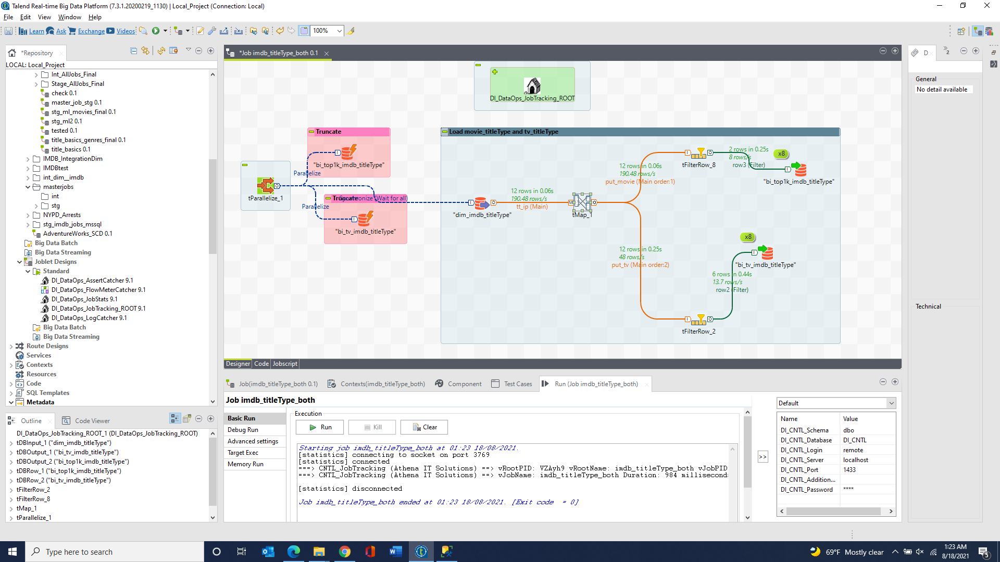 Talend Real-time Big Data Platform (7.3.1.20200219_1130) | Local_Project (Connection: Local)
File Edit View Window Help
Learn Ask Exchange Videos 100%
*Repository
LOCAL: Local_Project
Int_AllJobs_Final
Stage_AllJobs_Final
check 0.1
master_job_stg 0.1
stg_ml_movies_final 0.1
stg_ml2 0.1
tested 0.1
title_basics_genres_final 0.1
title_basics 0.1
IMDB_IntegrationDim
IMDBtest
int_dim__imdb
masterjobs
int
stg
NYPD_Arrests
stg_imdb_jobs_mssql
AdventureWorks_SCD 0.1
Big Data Batch
Big Data Streaming
Joblet Designs
Standard
DI_DataOps_AssertCatcher 9.1
DI_DataOps_FlowMeterCatcher 9.1
DI_DataOps_JobStats 9.1
DI_DataOps_JobTracking_ROOT 9.1
DI_DataOps_LogCatcher 9.1
Big Data Batch
Big Data Streaming
Route Designs
Services
Contexts
Resources
Code
SQL Templates
Metadata
Outline Code Viewer
DI_DataOps_JobTracking_ROOT_1 (DI_DataOps_JobTracking_ROOT)
tDBInput_1 ("dim_imdb_titleType")
tDBOutput_1 ("bi_tv_imdb_titleType")
tDBOutput_2 ("bi_top1k_imdb_titleType")
tDBRow_1 ("bi_top1k_imdb_titleType")
tDBRow_2 ("bi_tv_imdb_titleType")
tFilterRow_2
tFilterRow_8
tMap_1
tParallelize_1
*Job imdb_titleType_both 0.1
DI_DataOps_JobTracking_ROOT
Truncate
"bi_top1k_imdb_titleType"
Parallelize
tParallelize_1
Truncate
Synchronize (Wait for all)
Parallelize
"bi_tv_imdb_titleType"
Load movie_titleType and tv_titleType
"dim_imdb_titleType"
12 rows in 0.06s
190.48 rows/s
tt_ip (Main)
tMap_1
12 rows in 0.06s
190.48 rows/s
put_movie (Main order:1)
tFilterRow_8
2 rows in 0.25s
8 rows/s
row3 (Filter)
x8
"bi_top1k_imdb_titleType"
12 rows in 0.25s
48 rows/s
put_tv (Main order:2)
x8
"bi_tv_imdb_titleType"
6 rows in 0.44s
13.7 rows/s
row2 (Filter)
tFilterRow_2
Designer Code Jobscript
Job(imdb_titleType_both 0.1) Contexts(imdb_titleType_both) Component Test Cases Run (Job imdb_titleType_both)
Job imdb_titleType_both
Basic Run
Debug Run
Advanced settings
Target Exec
Memory Run
Execution
Run Kill Clear
Starting job imdb_titleType_both at 01:23 18/08/2021.
[statistics] connecting to socket on port 3769
[statistics] connected
===> CNTL_JobTracking (Athena IT Solutions) ==> vRootPID: VZAyh9 vRootName: imdb_titleType_both vJobPID
===> CNTL_JobTracking (Athena IT Solutions) ==> vJobName: imdb_titleType_both Duration: 984 milliseconds
[statistics] disconnected
Job imdb_titleType_both ended at 01:23 18/08/2021. [Exit code = 0]
>>
Default
Name Value
DI_CNTL_Schema dbo
DI_CNTL_Database DI_CNTL
DI_CNTL_Login remote
DI_CNTL_Server localhost
DI_CNTL_Port 1433
DI_CNTL_Addition...
DI_CNTL_Password ****
D
2
General
No detail available
Technical
Type here to search
69°F Mostly clear
1:23 AM
8/18/2021
5